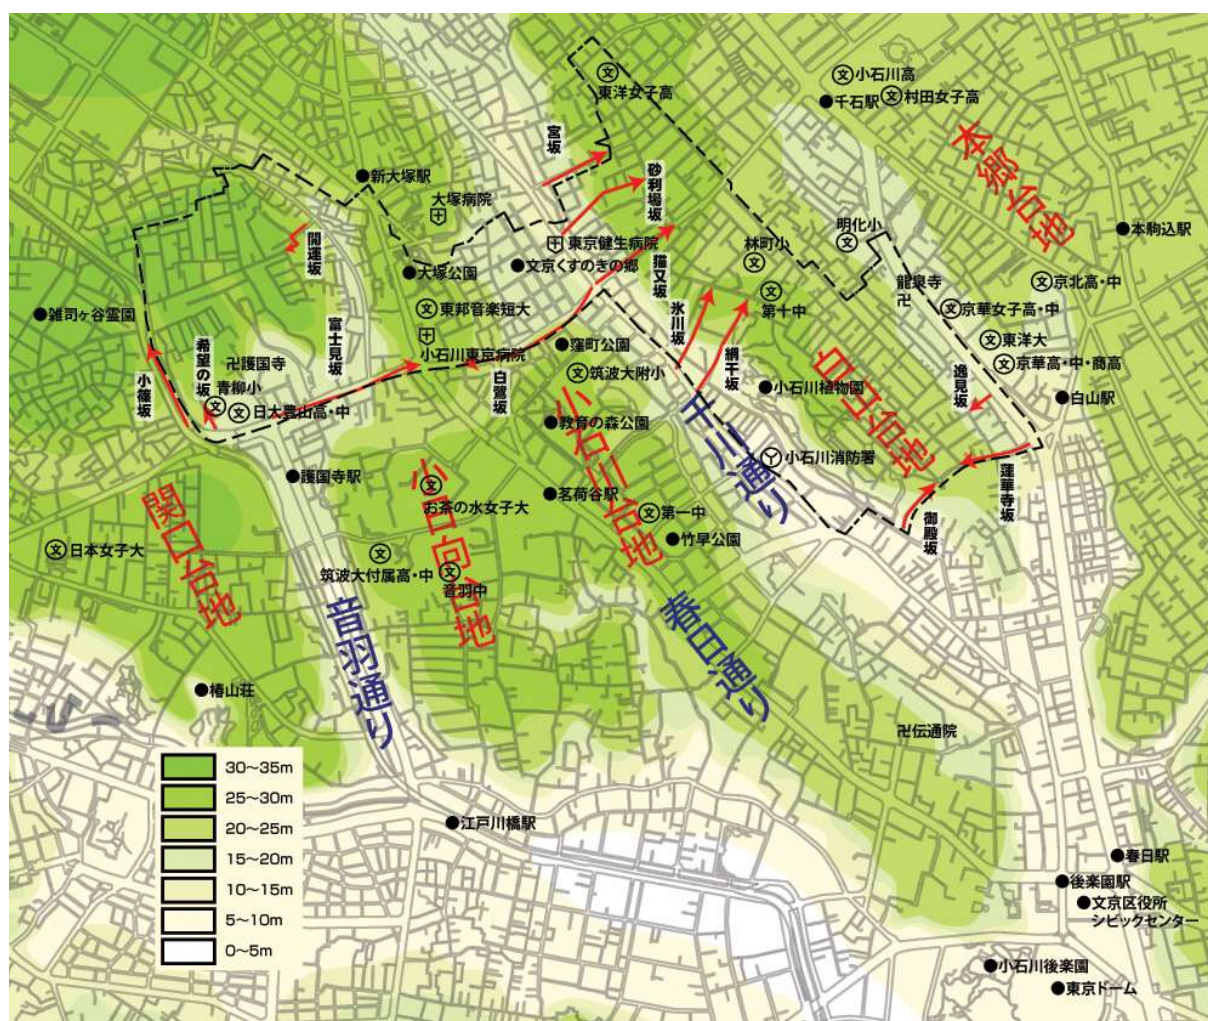 東洋女子高
小石川高
千石駅
村田女子高
宮坂
本郷台地
新大塚駅
砂利場坂
大塚病院
開運坂
東京健生病院
明化小
本駒込駅
林町小
文京くすのきの郷
猫又坂
大塚公園
龍泉寺
卍
京北高・中
第十中
氷川坂
東邦音楽短大
京華女子高・中
雑司ヶ谷霊園
富士見坂
小石川東京病院
窪町公園
網干坂
東洋大
希望の坂
卍護国寺
白山台地
京華高・中・商高
小篠坂
青柳小
白鷺坂
筑波大附小
小石川植物園
逸見坂
日大豊山高・中
白山駅
教育の森公園
小石川台地
千川通り
小石川消防署
護国寺駅
小日向台地
蓮華寺坂
関口台地
お茶の水女子大
茗荷谷駅
第一中
御殿坂
日本女子大
竹早公園
筑波大付属高・中
音羽中
音羽通り
春日通り
椿山荘
卍伝通院
30～35m
25～30m
20～25m
15～20m
10～15m
5～10m
0～5m
江戸川橋駅
春日駅
後楽園駅
文京区役所
シビックセンター
小石川後楽園
東京ドーム